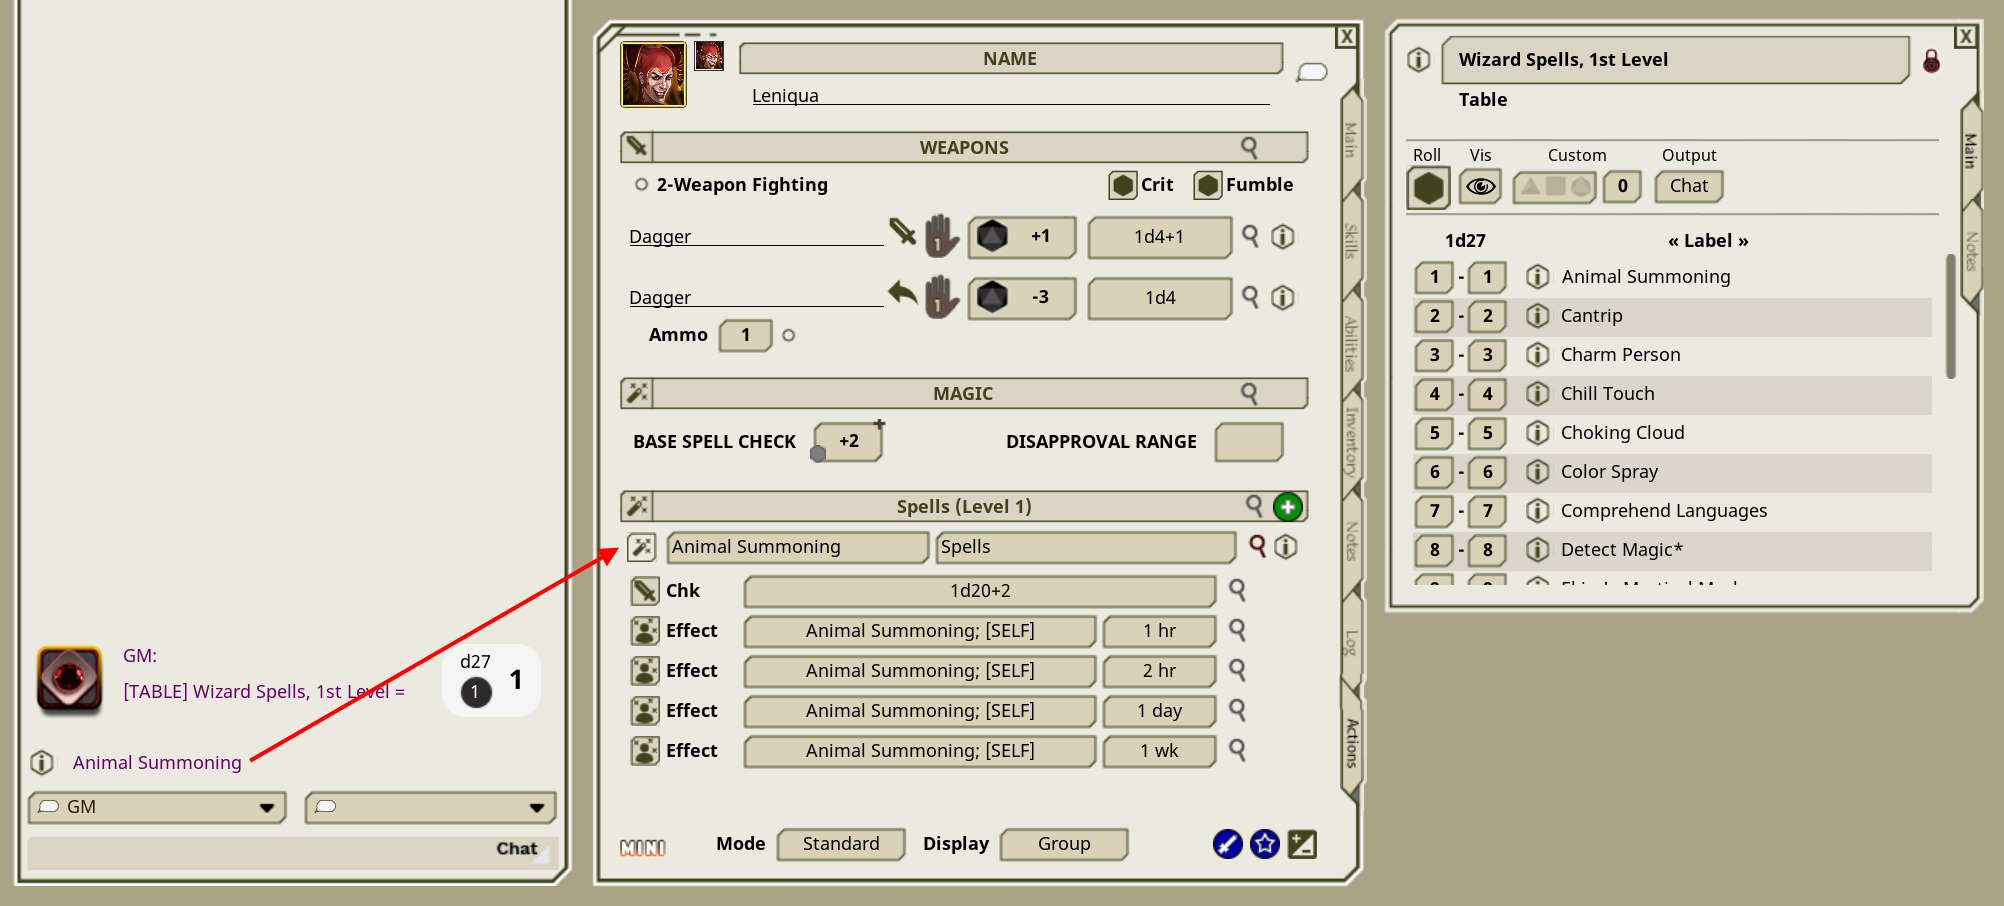 GM:
[TABLE] Wizard Spells, 1st Level =
d27
1
1
Animal Summoning
GM
Chat
X
NAME
Leniqua
WEAPONS
2-Weapon Fighting
Crit
Fumble
Dagger
1
+1
1d4+1
Dagger
1
-3
1d4
Ammo
1
MAGIC
BASE SPELL CHECK
+2
DISAPPROVAL RANGE
Spells (Level 1)
Animal Summoning
Spells
Chk
1d20+2
Effect
Animal Summoning; [SELF]
1 hr
Effect
Animal Summoning; [SELF]
2 hr
Effect
Animal Summoning; [SELF]
1 day
Effect
Animal Summoning; [SELF]
1 wk
MINI
Mode
Standard
Display
Group
Main
Skills
Abilities
Inventory
Notes
Log
Actions
X
Wizard Spells, 1st Level
Table
Roll
Vis
Custom
Output
0
Chat
1d27
« Label »
1 - 1 Animal Summoning
2 - 2 Cantrip
3 - 3 Charm Person
4 - 4 Chill Touch
5 - 5 Choking Cloud
6 - 6 Color Spray
7 - 7 Comprehend Languages
8 - 8 Detect Magic*
Main
Notes